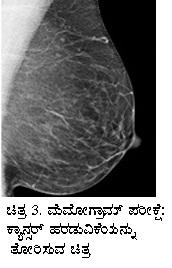 ಚಿತ್ರ 3. ಮೆಮೋಗ್ರಾಮ್ ಪರೀಕ್ಷೆ:
ಕ್ಯಾನ್ಸರ್ ಹರಡುವಿಕೆಯನ್ನು
ತೋರಿಸುವ ಚಿತ್ರ